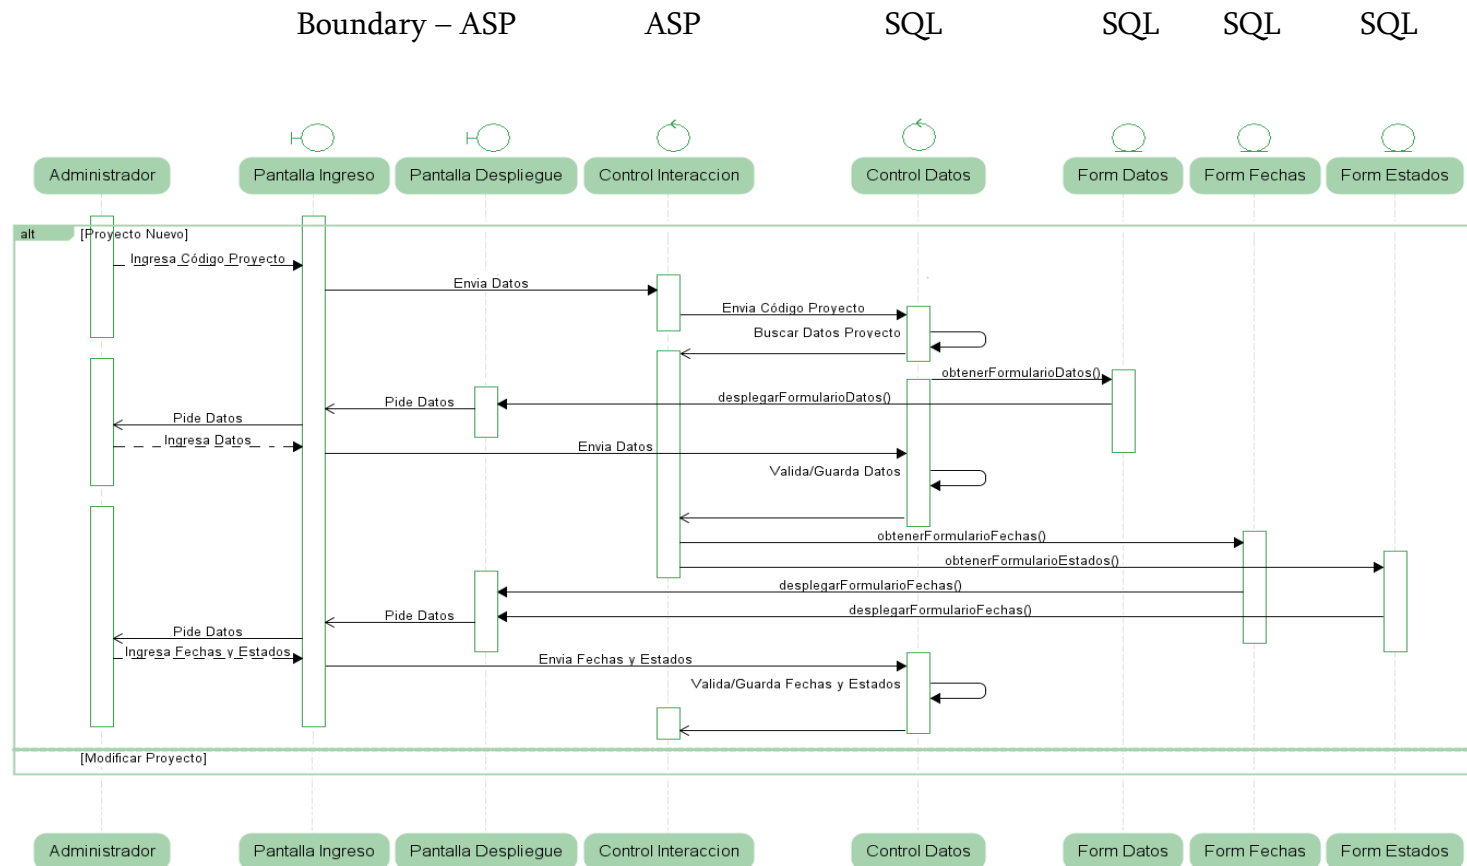 Boundary – ASP ASP SQL SQL SQL SQL
Administrador Pantalla Ingreso Pantalla Despliegue Control Interaccion Control Datos Form Datos Form Fechas Form Estados
alt [Proyecto Nuevo]
Ingresa Código Proyecto
Envia Datos
Envia Código Proyecto
Buscar Datos Proyecto
obtenerFormularioDatos()
desplegarFormularioDatos()
Pide Datos
Pide Datos
Ingresa Datos
Envia Datos
Valida/Guarda Datos
obtenerFormularioFechas()
obtenerFormularioEstados()
desplegarFormularioFechas()
desplegarFormularioFechas()
Pide Datos
Pide Datos
Ingresa Fechas y Estados
Envia Fechas y Estados
Valida/Guarda Fechas y Estados
[Modificar Proyecto]
Administrador Pantalla Ingreso Pantalla Despliegue Control Interaccion Control Datos Form Datos Form Fechas Form Estados